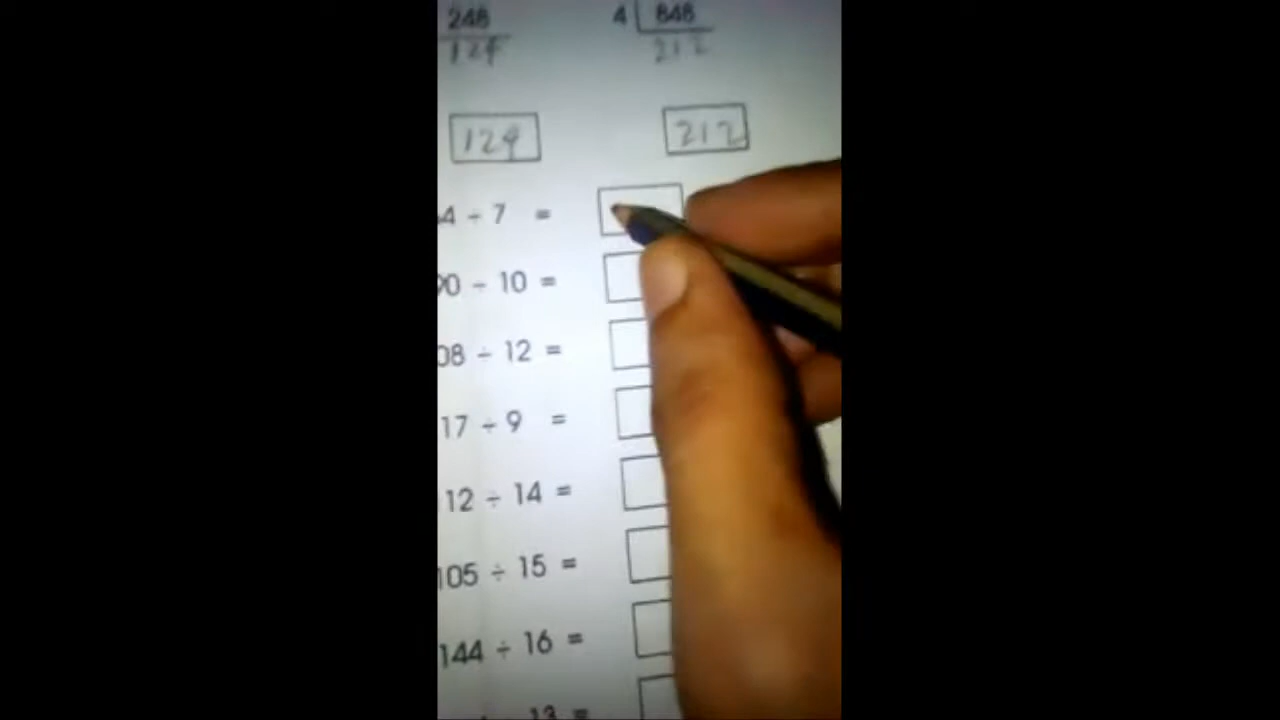 248 4 848
124 212
124 212
4 ÷ 7 =
90 ÷ 10 =
08 ÷ 12 =
17 ÷ 9 =
12 ÷ 14 =
105 ÷ 15 =
144 ÷ 16 =
13 =